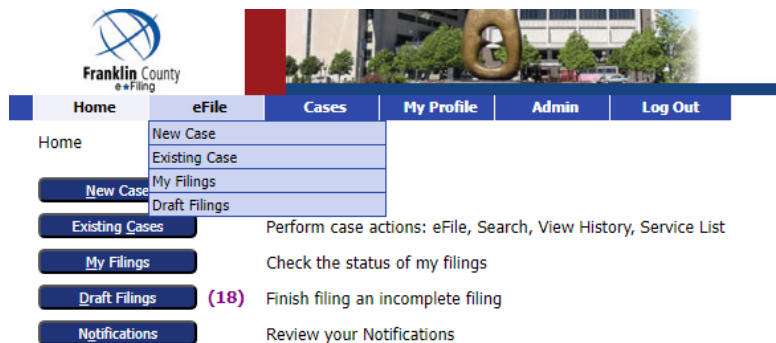 Franklin County
e★Filing
Home eFile Cases My Profile Admin Log Out
Home
New Case
Existing Case
My Filings
Draft Filings
New Case
Existing Cases Perform case actions: eFile, Search, View History, Service List
My Filings Check the status of my filings
Draft Filings (18) Finish filing an incomplete filing
Notifications Review your Notifications